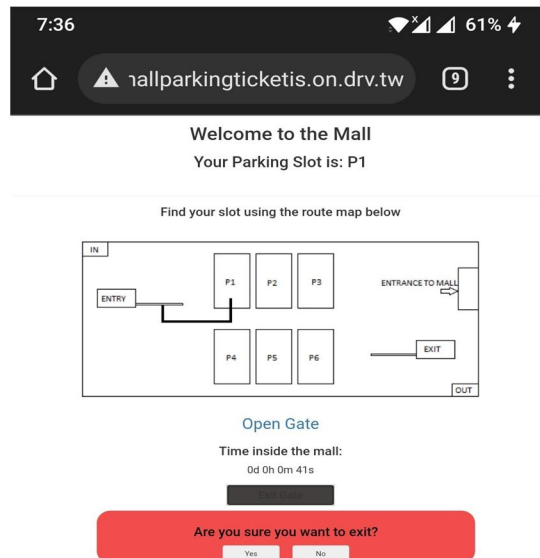 7:36
61%
nallparkingticketis.on.drv.tw
9
Welcome to the Mall
Your Parking Slot is: P1
Find your slot using the route map below
IN
P1 P2 P3
ENTRANCE TO MALL
ENTRY
P4 P5 P6
EXIT
OUT
Open Gate
Time inside the mall:
0d 0h 0m 41s
Exit Gate
Are you sure you want to exit?
Yes No